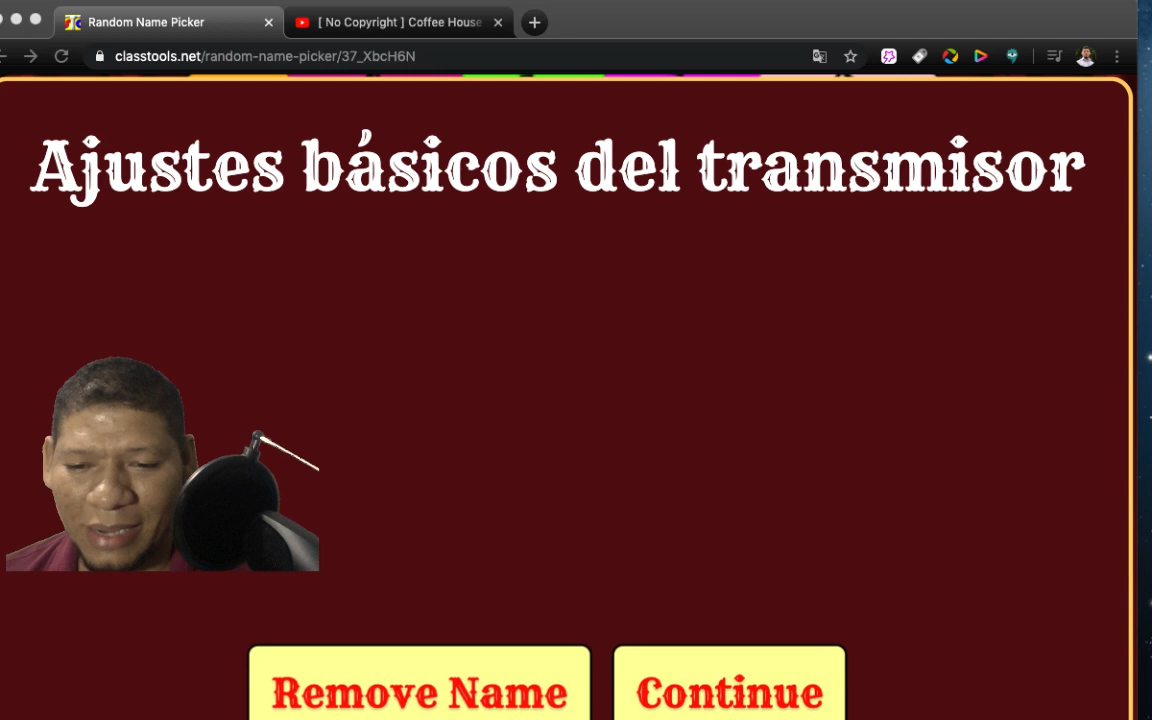 Random Name Picker
[ No Copyright ] Coffee House
classtools.net/random-name-picker/37_XbcH6N
Ajustes básicos del transmisor
Remove Name
Continue